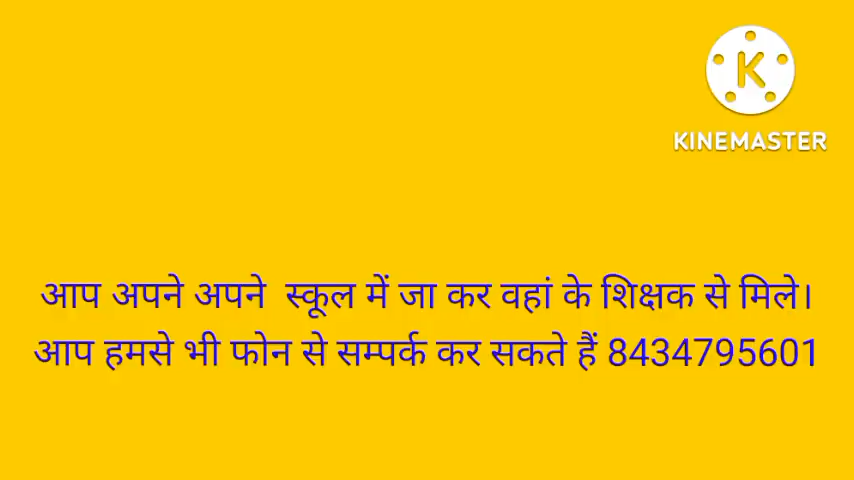 K
KINEMASTER
आप अपने अपने स्कूल में जा कर वहां के शिक्षक से मिले।
आप हमसे भी फोन से सम्पर्क कर सकते हैं 8434795601